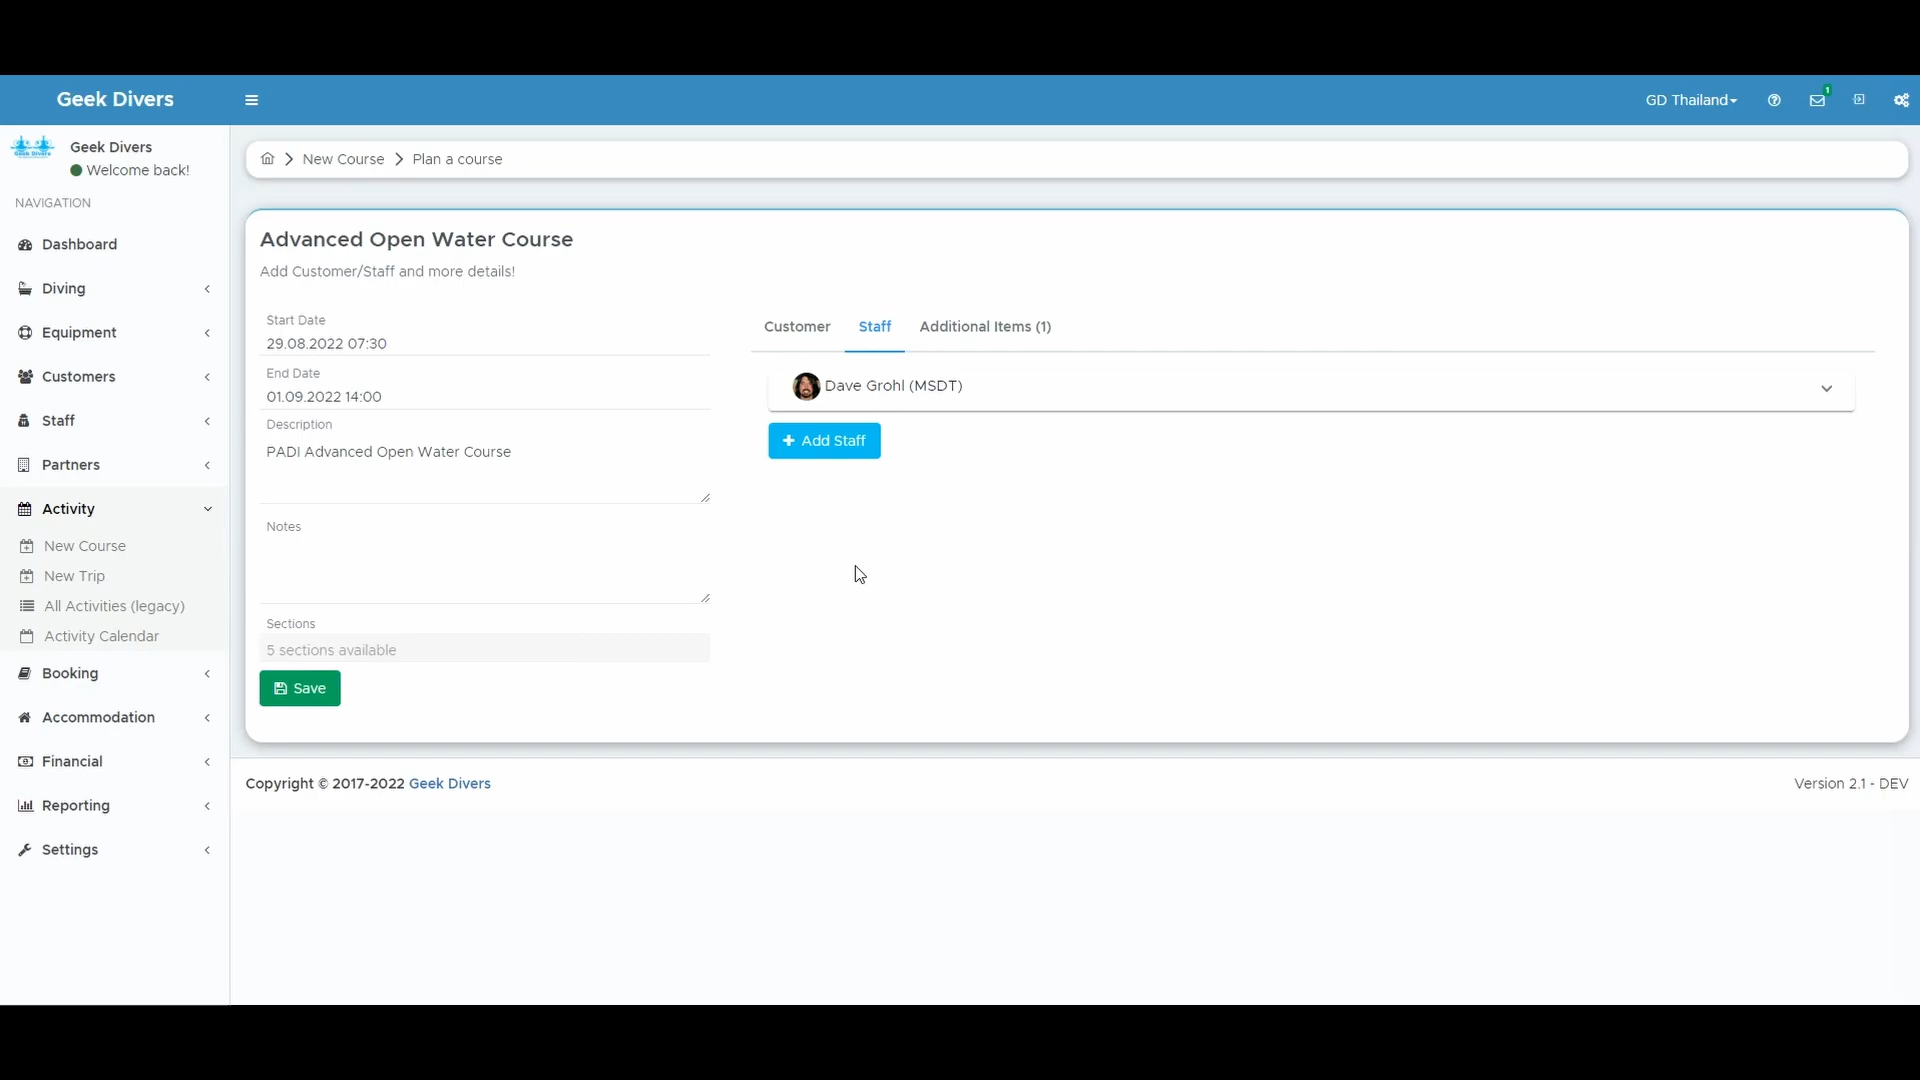 Geek Divers
GD Thailand
1
Geek Divers
Welcome back!
NAVIGATION
Dashboard
Diving
Equipment
Customers
Staff
Partners
Activity
New Course
New Trip
All Activities (legacy)
Activity Calendar
Booking
Accommodation
Financial
Reporting
Settings
New Course
Plan a course
Advanced Open Water Course
Add Customer/Staff and more details!
Start Date
29.08.2022 07:30
End Date
01.09.2022 14:00
Description
PADI Advanced Open Water Course
Notes
Sections
5 sections available
Save
Customer
Staff
Additional Items (1)
Dave Grohl (MSDT)
Add Staff
Copyright © 2017-2022 Geek Divers
Version 2.1 - DEV